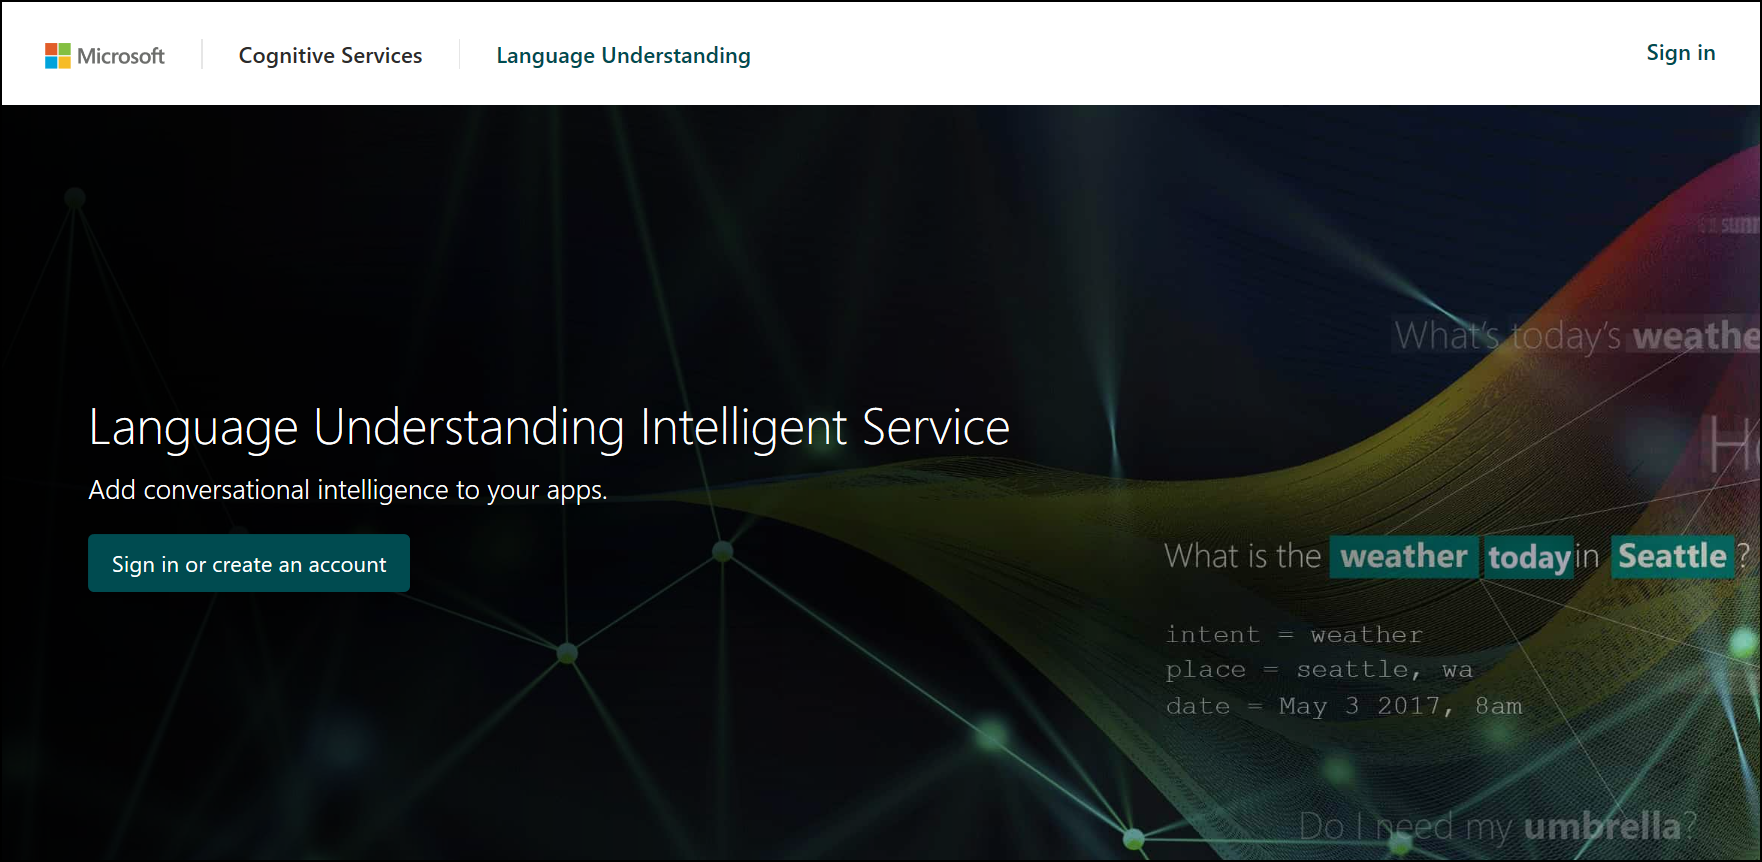 Microsoft
Cognitive Services
Language Understanding
Sign in
sunn
What's today's weathe
Language Understanding Intelligent Service
Add conversational intelligence to your apps.
Sign in or create an account
What is the weather today in Seattle ?
intent = weather
place = seattle, wa
date = May 3 2017, 8am
Do I need my umbrella?